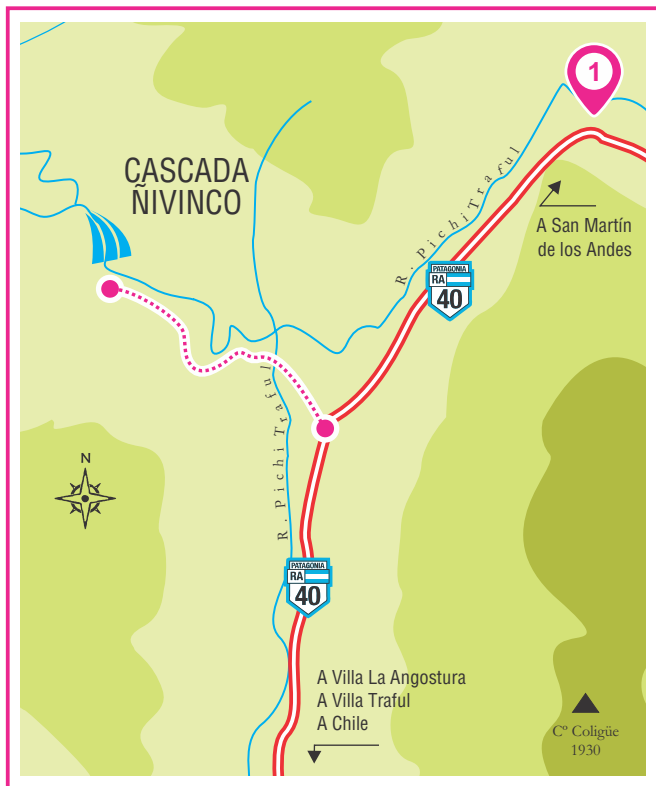 1
CASCADA
ÑIVINCO
R. Pichi Traful
A San Martín
de los Andes
PATAGONIA
RA
40
R. Pichi Traful
N
PATAGONIA
RA
40
A Villa La Angostura
A Villa Traful
A Chile
Cº Coligüe
1930